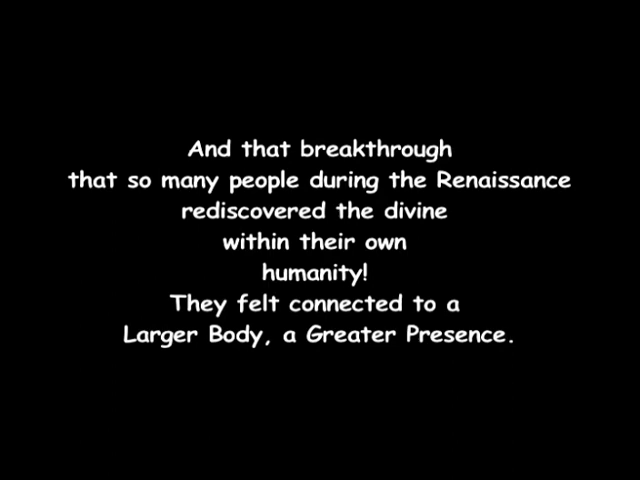 And that breakthrough
that so many people during the Renaissance
rediscovered the divine
within their own
humanity!
They felt connected to a
Larger Body, a Greater Presence.